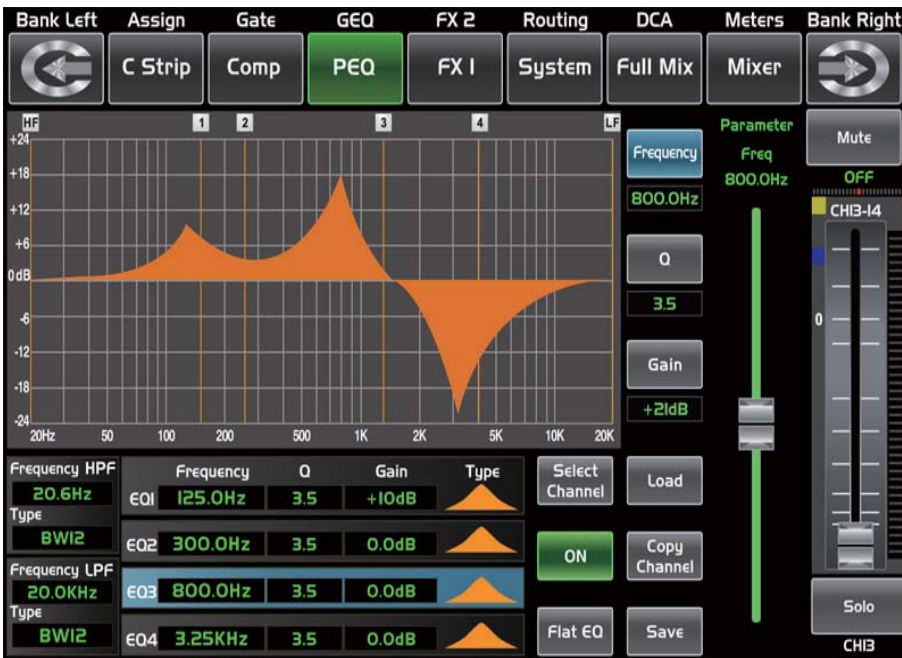 Bank Left Assign Gate GEQ FX 2 Routing DCA Meters Bank Right
C Strip Comp PEQ FX 1 System Full Mix Mixer
HF 1 2 3 4 LF
+24
+18
+12
+6
0dB
-6
-12
-18
-24
20Hz 50 100 200 500 1K 2K 5K 10K 20K
Frequency
800.0Hz
Q
3.5
Gain
+21dB
Parameter
Freq
800.0Hz
Mute
OFF
CH13-14
0
Frequency HPF
20.6Hz
Type
BW12
Frequency LPF
20.0KHz
Type
BW12
Frequency Q Gain Type
EQ1 125.0Hz 3.5 +10dB
EQ2 300.0Hz 3.5 0.0dB
EQ3 800.0Hz 3.5 0.0dB
EQ4 3.25KHz 3.5 0.0dB
Select
Channel
Load
ON
Copy
Channel
Flat EQ
Save
Solo
CH13